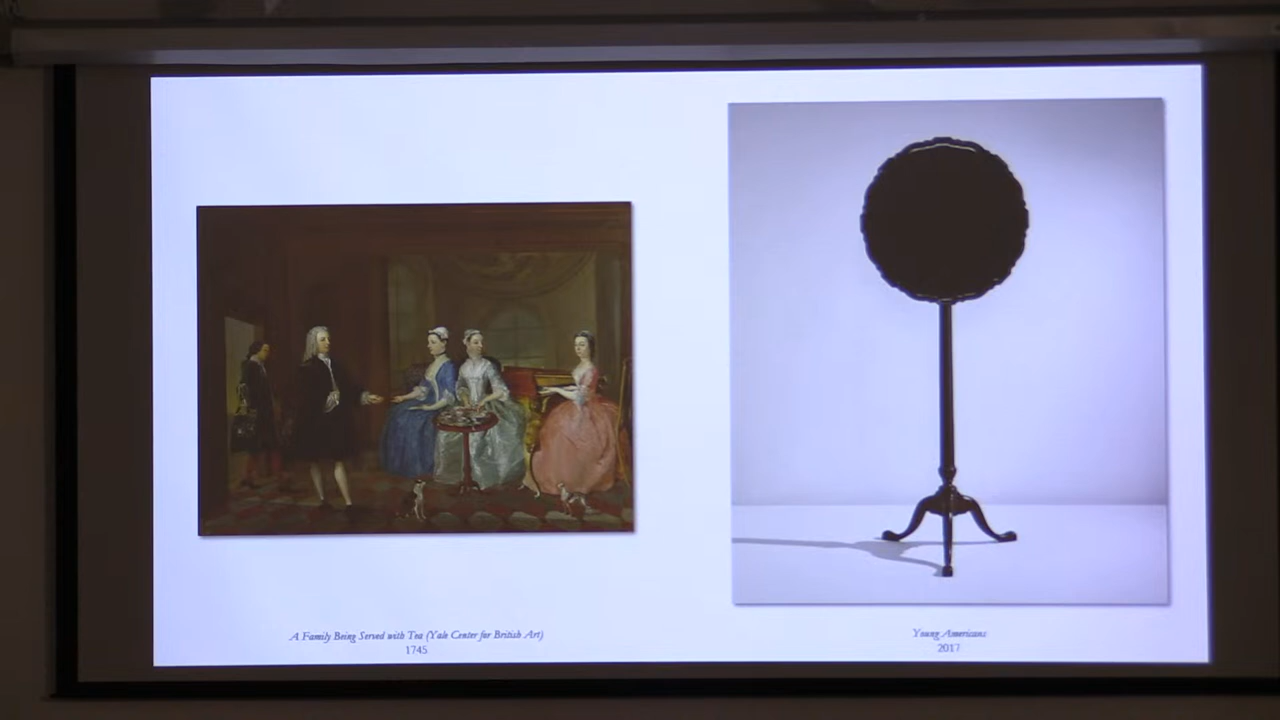 A Family Being Served with Tea (Yale Center for British Art)
1745
Young Americans
2017